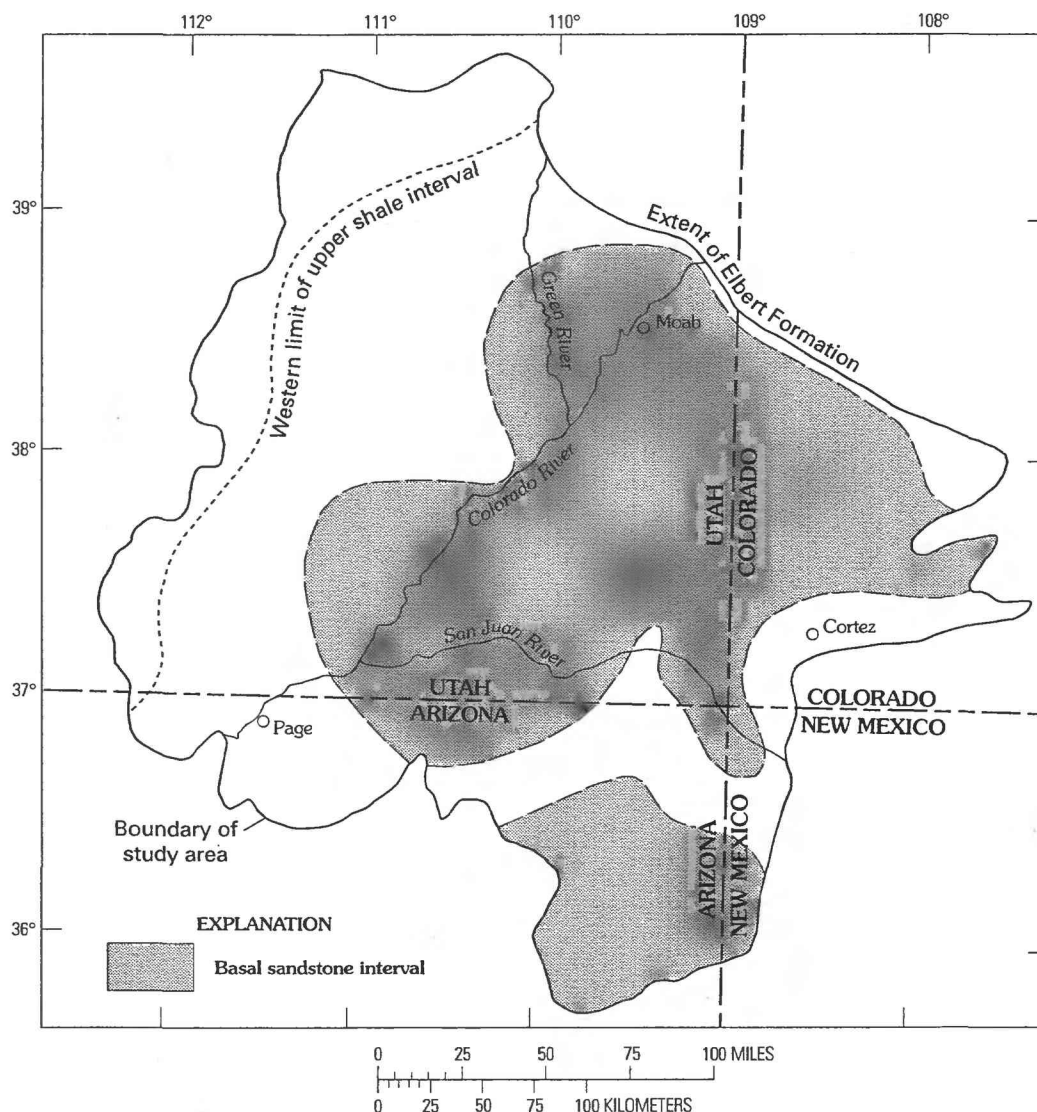 112° 111° 110° 109° 108°
39°
38°
37°
36°
Western limit of upper shale interval
Extent of Elbert Formation
Green River
Moab
Colorado River
UTAH
COLORADO
San Juan River
Cortez
UTAH
ARIZONA
COLORADO
NEW MEXICO
Page
Boundary of
study area
ARIZONA
NEW MEXICO
EXPLANATION
Basal sandstone interval
0 25 50 75 100 MILES
0 25 50 75 100 KILOMETERS